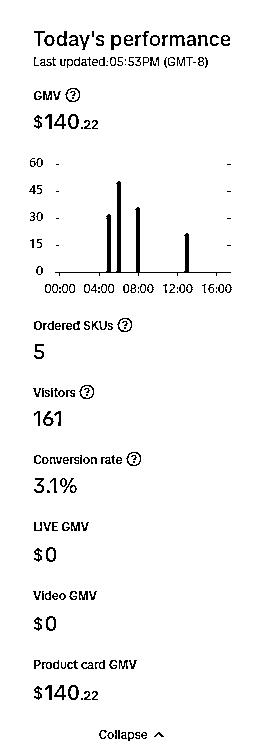 Today's performance
Last updated:05:53PM (GMT-8)
GMV ?
$140.22
60
45
30
15
0
00:00 04:00 08:00 12:00 16:00
Ordered SKUs ?
5
Visitors ?
161
Conversion rate ?
3.1%
LIVE GMV
$0
Video GMV
$0
Product card GMV
$140.22
Collapse